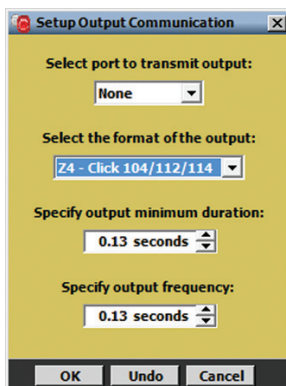 Setup Output Communication
Select port to transmit output:
None
Select the format of the output:
Z4 - Click 104/112/114
Specify output minimum duration:
0.13 seconds
Specify output frequency:
0.13 seconds
OK Undo Cancel